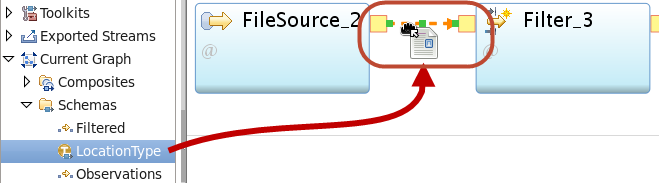 Toolkits
Exported Streams
Current Graph
Composites
Schemas
Filtered
LocationType
Observations
FileSource_2
@
Filter_3
@